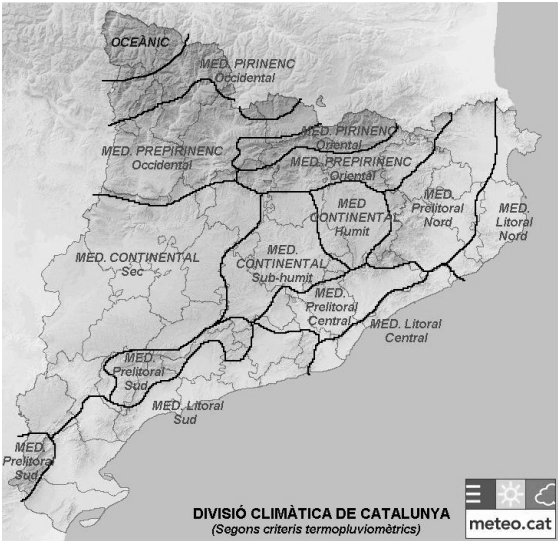 OCEÀNIC
MED. PIRINENC
Occidental
MED. PIRINENC
Oriental
MED. PREPIRINENC
Occidental
MED. PREPIRINENC
Oriental
MED.
CONTINENTAL
Humit
MED.
Prelitoral
Nord
MED.
Litoral
Nord
MED. CONTINENTAL
Sec
MED.
CONTINENTAL
Sub-humit
MED.
Prelitoral
Central
MED. Litoral
Central
MED.
Prelitoral
Sud
MED. Litoral
Sud
MED.
Prelitoral
Sud
DIVISIÓ CLIMÀTICA DE CATALUNYA
(Segons criteris termopluviomètrics)
meteo.cat